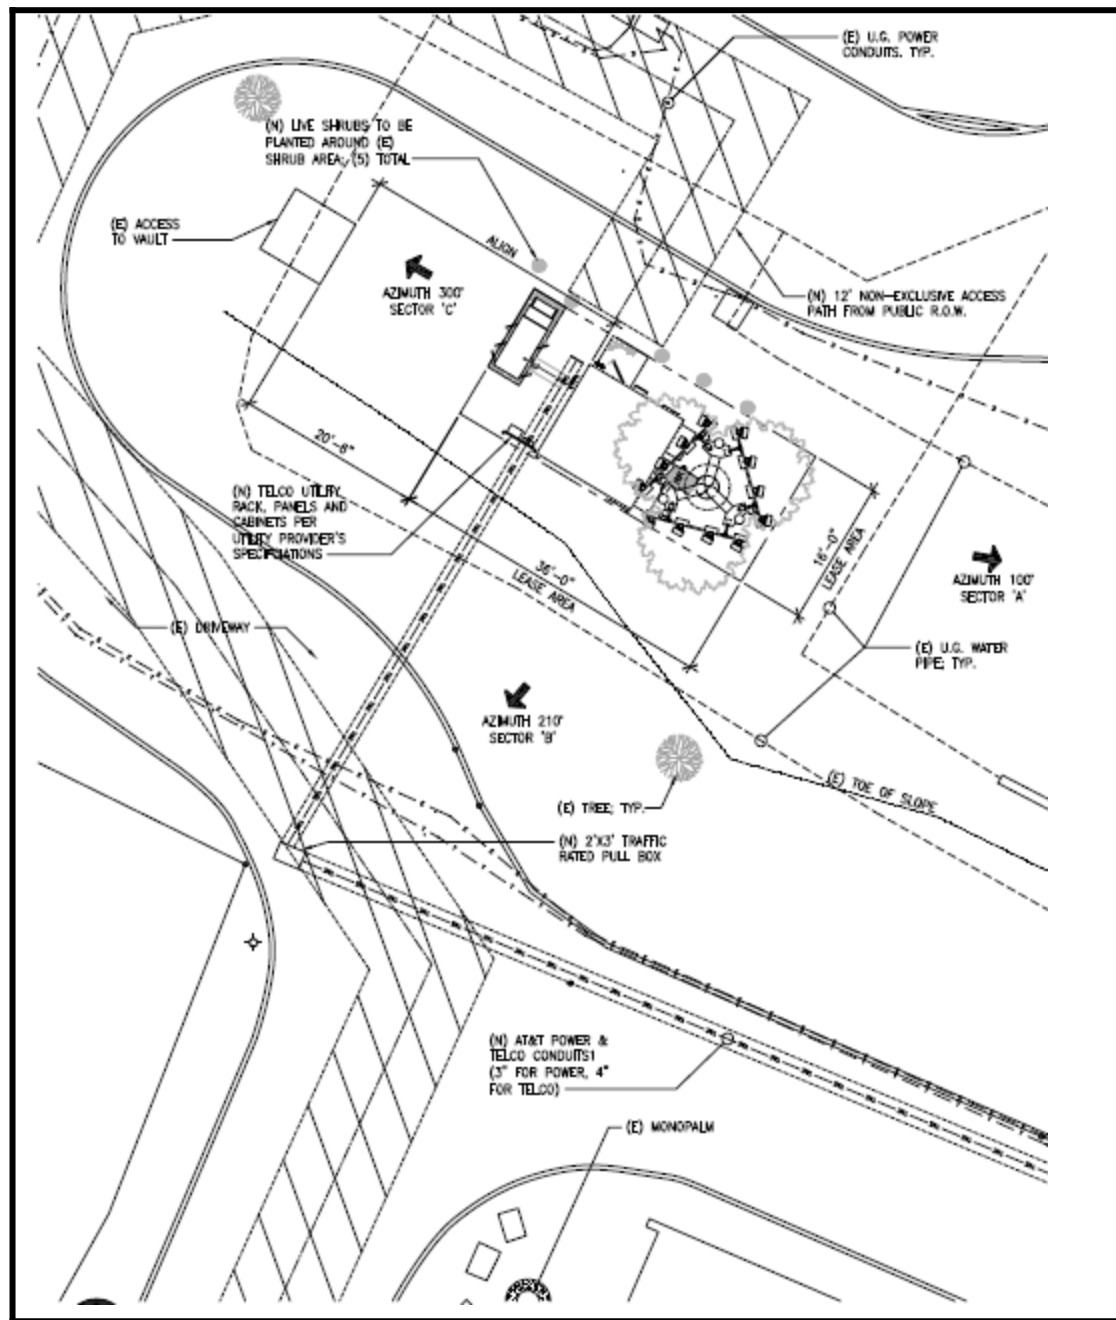 (E) U.G. POWER
CONDUITS. TYP.
(N) LIVE SHRUBS TO BE
PLANTED AROUND (E)
SHRUB AREA; (5) TOTAL
(E) ACCESS
TO VAULT
ALIGN
AZIMUTH 300°
SECTOR 'C'
(N) 12' NON-EXCLUSIVE ACCESS
PATH FROM PUBLIC R.O.W.
20'-8"
(N) TELCO UTILITY
RACK, PANELS AND
CABINETS PER
UTILITY PROVIDER'S
SPECIFIATIONS
36'-0"
LEASE AREA
18'-0"
LEASE AREA
AZIMUTH 100°
SECTOR 'A'
(E) DRIVEWAY
(E) U.G. WATER
PIPE; TYP.
AZIMUTH 210°
SECTOR 'B'
(E) TREE; TYP.
(E) TOE OF SLOPE
(N) 2'X3' TRAFFIC
RATED PULL BOX
(N) AT&T POWER &
TELCO CONDUITS1
(3" FOR POWER, 4"
FOR TELCO)
(E) MONOPALM